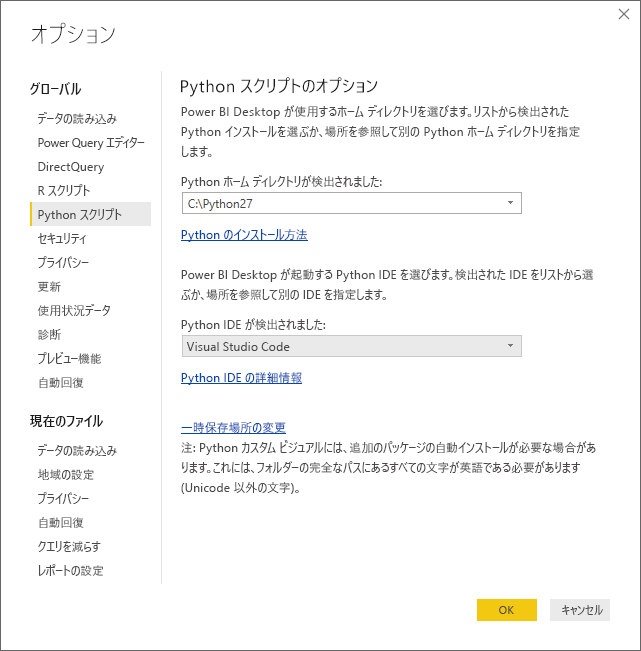 オプション
グローバル
データの読み込み
Power Query エディター
DirectQuery
R スクリプト
Python スクリプト
セキュリティ
プライバシー
更新
使用状況データ
診断
プレビュー機能
自動回復
現在のファイル
データの読み込み
地域の設定
プライバシー
自動回復
クエリを減らす
レポートの設定
Python スクリプトのオプション
Power BI Desktop が使用するホーム ディレクトリを選びます。リストから検出された
Python インストールを選ぶか、場所を参照して別の Python ホーム ディレクトリを指定
します。
Python ホーム ディレクトリが検出されました:
C:\Python27
Python のインストール方法
Power BI Desktop が起動する Python IDE を選びます。検出された IDE をリストから選
ぶか、場所を参照して別の IDE を指定します。
Python IDE が検出されました:
Visual Studio Code
Python IDE の詳細情報
一時保存場所の変更
注: Python カスタム ビジュアルには、追加のパッケージの自動インストールが必要な場合があ
ります。これには、フォルダーの完全なパスにあるすべての文字が英語である必要があります
(Unicode 以外の文字)。
OK
キャンセル